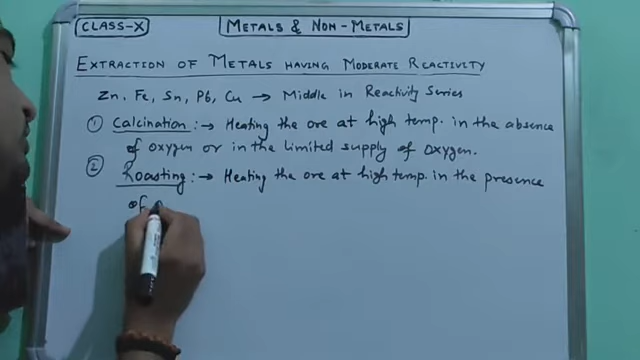 CLASS-X
METALS & NON-METALS
EXTRACTION OF METALS HAVING MODERATE REACTIVITY
Zn, Fe, Sn, Pb, Cu → Middle in Reactivity Series
① Calcination :→ Heating the ore at high temp. in the absence
of oxygen or in the limited supply of oxygen.
② Roasting :→ Heating the ore at high temp. in the presence
of